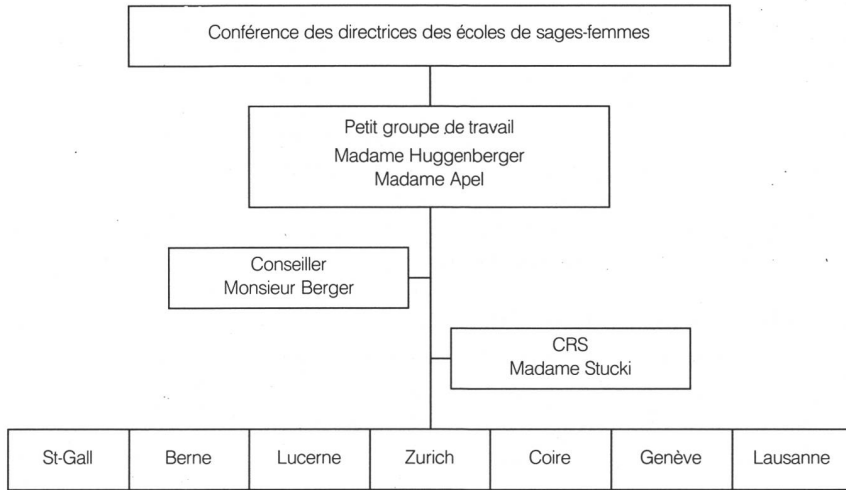 Conférence des directrices des écoles de sages-femmes
Petit groupe de travail
Madame Huggenberger
Madame Apel
Conseiller
Monsieur Berger
CRS
Madame Stucki
St-Gall
Berne
Lucerne
Zurich
Coire
Genève
Lausanne